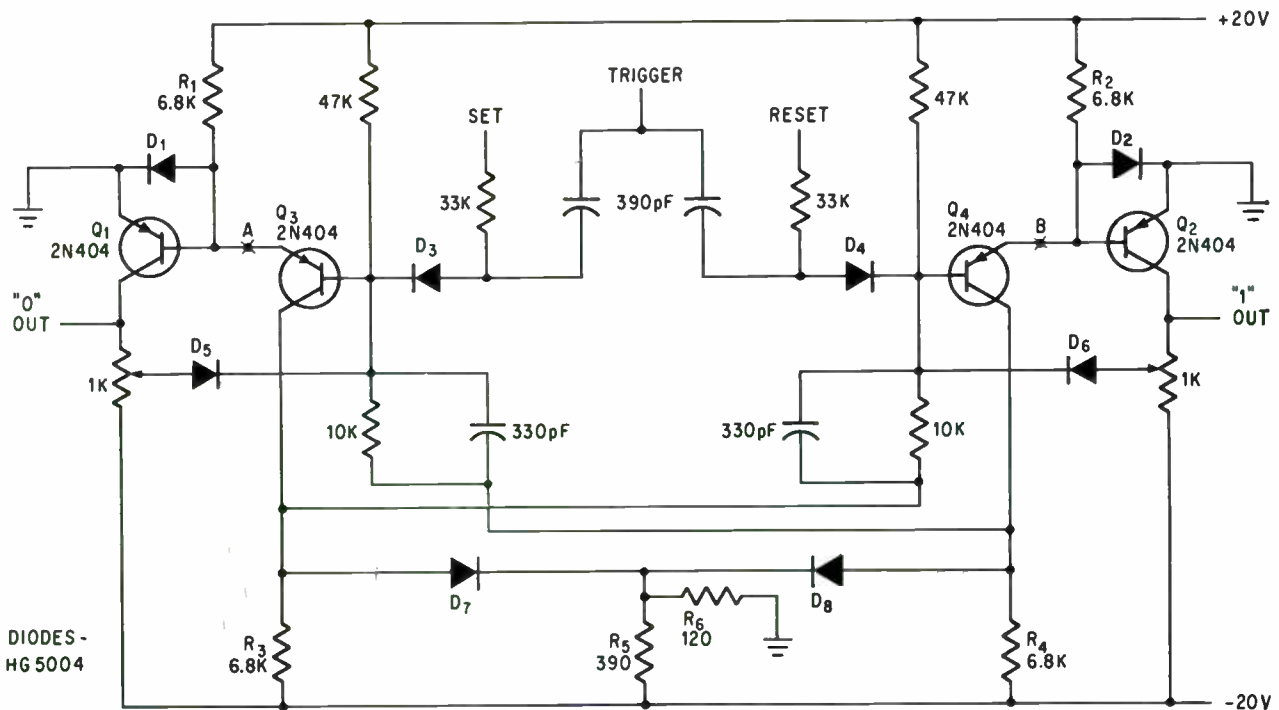 +20V
R1
6.8K
47K
TRIGGER
47K
R2
6.8K
SET
RESET
D1
D2
33K
390pF
33K
Q1
2N404
A
Q3
2N404
Q4
2N404
B
Q2
2N404
D3
D4
"0"
OUT
"1"
OUT
D5
D6
1K
1K
10K
330pF
330pF
10K
D7
D8
R6
120
DIODES-
HG5004
R3
6.8K
R5
390
R4
6.8K
-20V